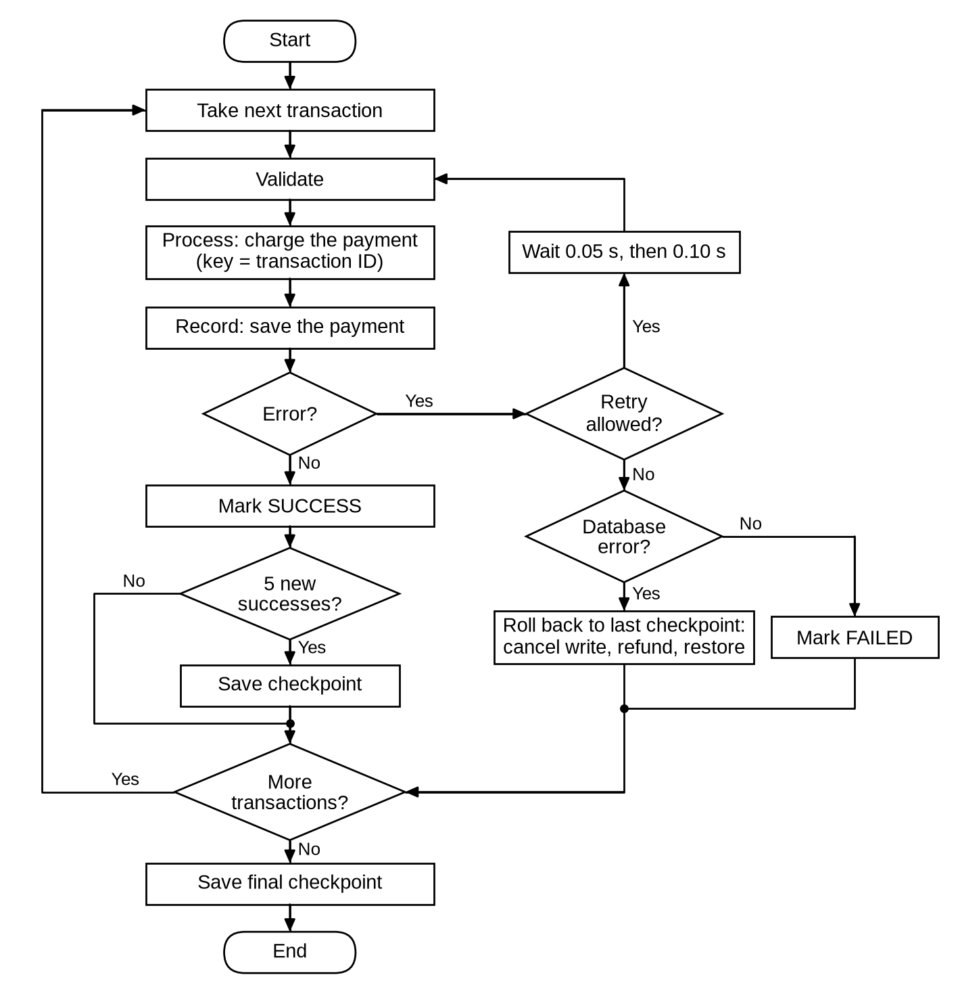 Start
Take next transaction
Validate
Process: charge the payment
(key = transaction ID)
Wait 0.05 s, then 0.10 s
Record: save the payment
Yes
Error?
Yes
Retry
allowed?
No
No
Mark SUCCESS
Database
error?
No
5 new
successes?
No
Yes
Yes
Roll back to last checkpoint:
cancel write, refund, restore
Mark FAILED
Save checkpoint
More
transactions?
Yes
No
Save final checkpoint
End